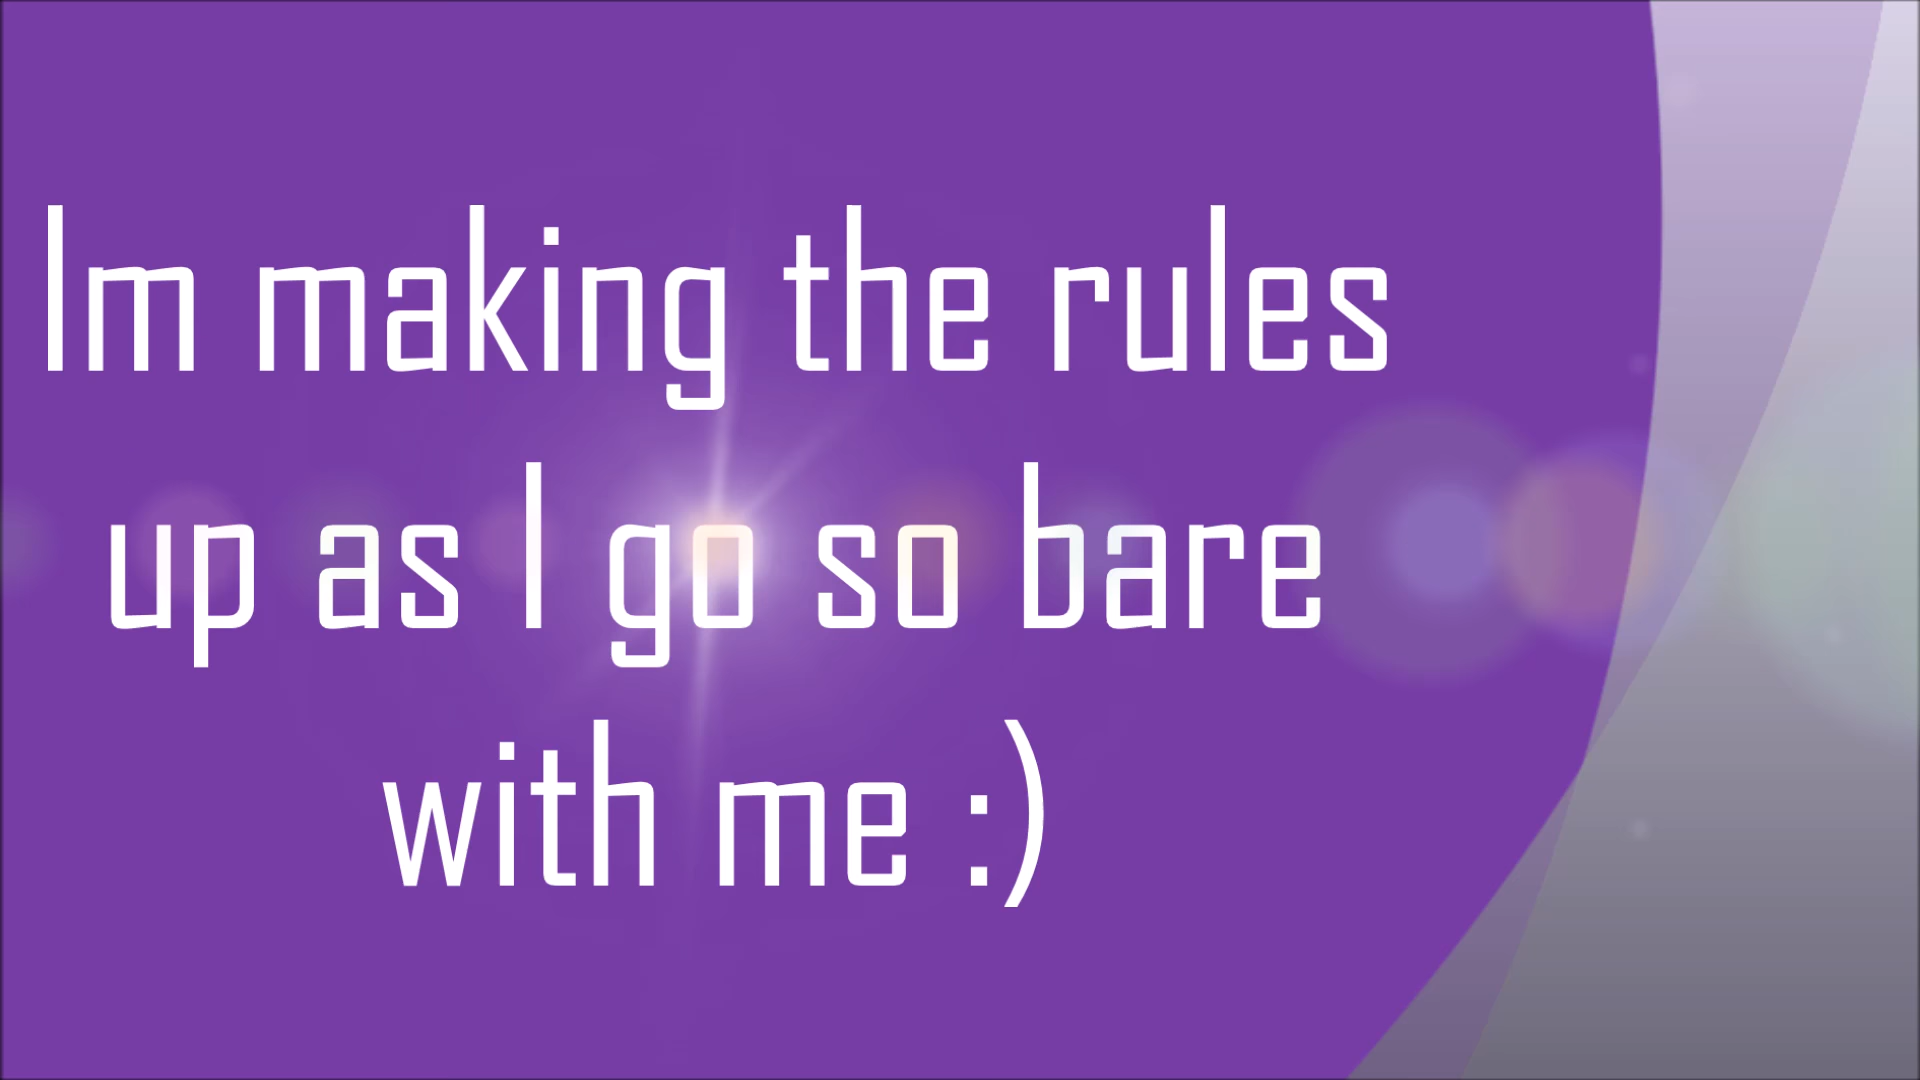 Im making the rules
up as I go so bare
with me :)